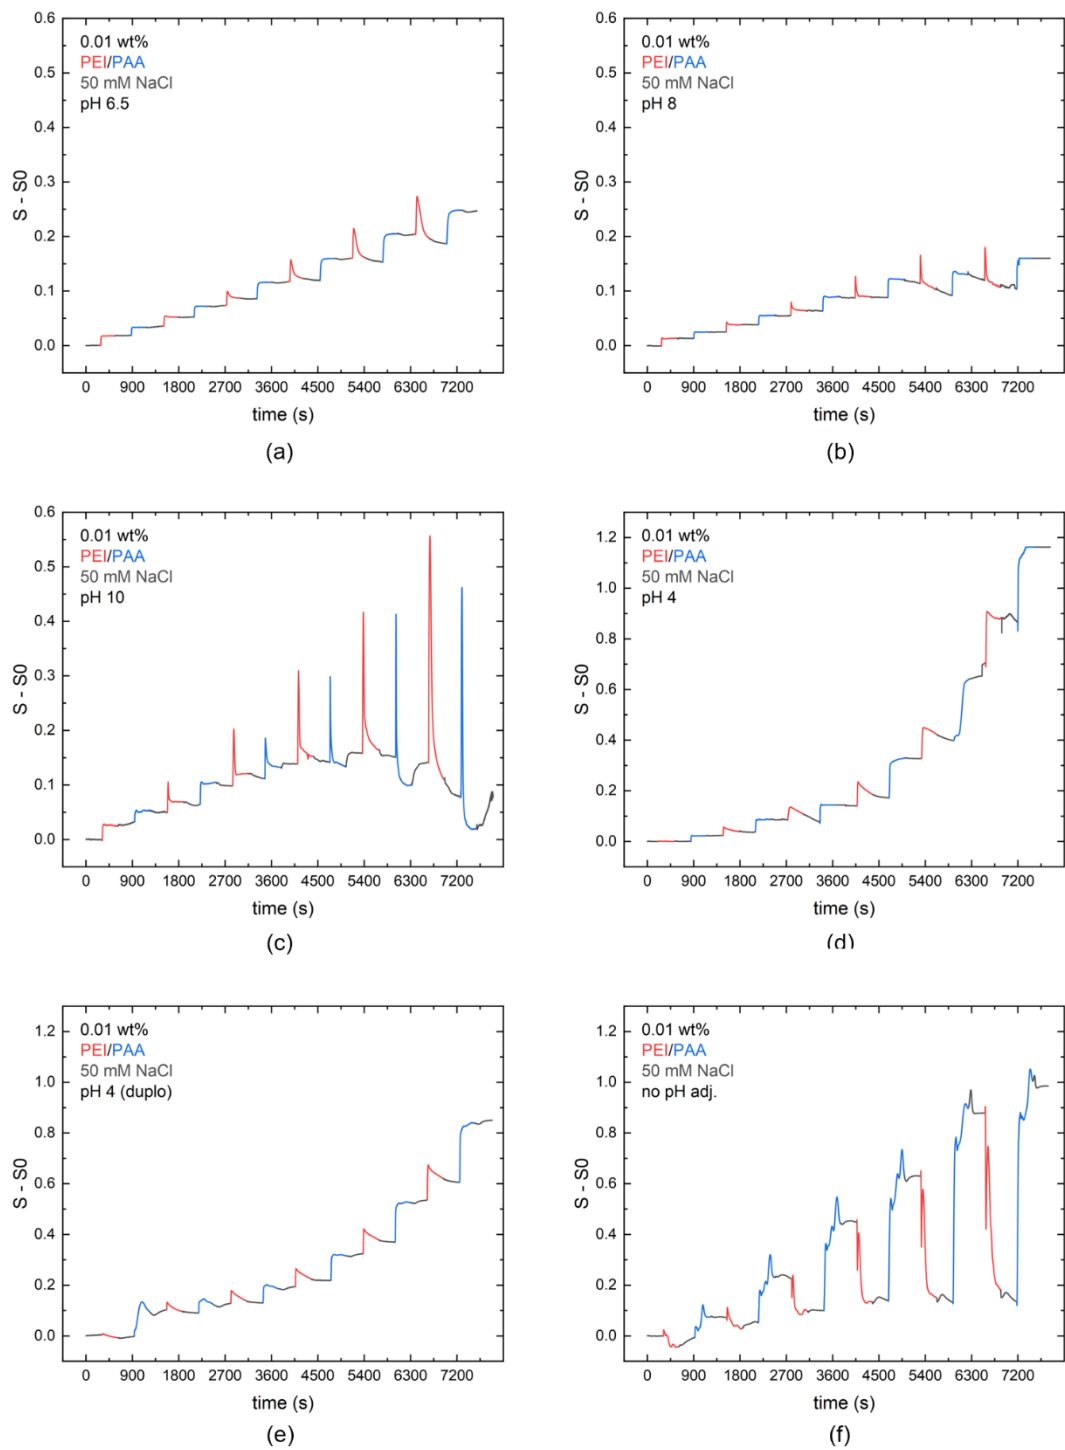 0.6
0.5
0.4
0.3
0.2
0.1
0.0
S - S0
0.01 wt%
PEI/PAA
50 mM NaCl
pH 6.5
0 900 1800 2700 3600 4500 5400 6300 7200
time (s)
(a)
0.6
0.5
0.4
0.3
0.2
0.1
0.0
S - S0
0.01 wt%
PEI/PAA
50 mM NaCl
pH 8
0 900 1800 2700 3600 4500 5400 6300 7200
time (s)
(b)
0.6
0.5
0.4
0.3
0.2
0.1
0.0
S - S0
0.01 wt%
PEI/PAA
50 mM NaCl
pH 10
0 900 1800 2700 3600 4500 5400 6300 7200
time (s)
(c)
1.2
1.0
0.8
0.6
0.4
0.2
0.0
S - S0
0.01 wt%
PEI/PAA
50 mM NaCl
pH 4
0 900 1800 2700 3600 4500 5400 6300 7200
time (s)
(d)
1.2
1.0
0.8
0.6
0.4
0.2
0.0
S - S0
0.01 wt%
PEI/PAA
50 mM NaCl
pH 4 (duplo)
0 900 1800 2700 3600 4500 5400 6300 7200
time (s)
(e)
1.2
1.0
0.8
0.6
0.4
0.2
0.0
S - S0
0.01 wt%
PEI/PAA
50 mM NaCl
no pH adj.
0 900 1800 2700 3600 4500 5400 6300 7200
time (s)
(f)